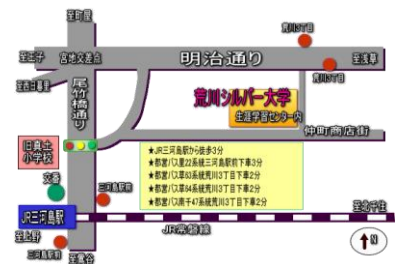 至町屋
荒川3丁目
至王子
宮地交差点
明治通り
至浅草
荒川3丁目
至西日暮里
尾竹橋通り
荒川シルバー大学
生涯学習センター内
仲町商店街
旧真土
小学校
★JR三河島駅から徒歩3分
★都営バス里22系統三河島駅前下車3分
★都営バス草63系統荒川3丁目下車2分
★都営バス草64系統荒川3丁目下車2分
★都営バス南千47系統荒川3丁目下車2分
交番
三河島駅前
JR三河島駅
至北千住
至上野
JR常磐線
三河島駅前
至鶯谷
N